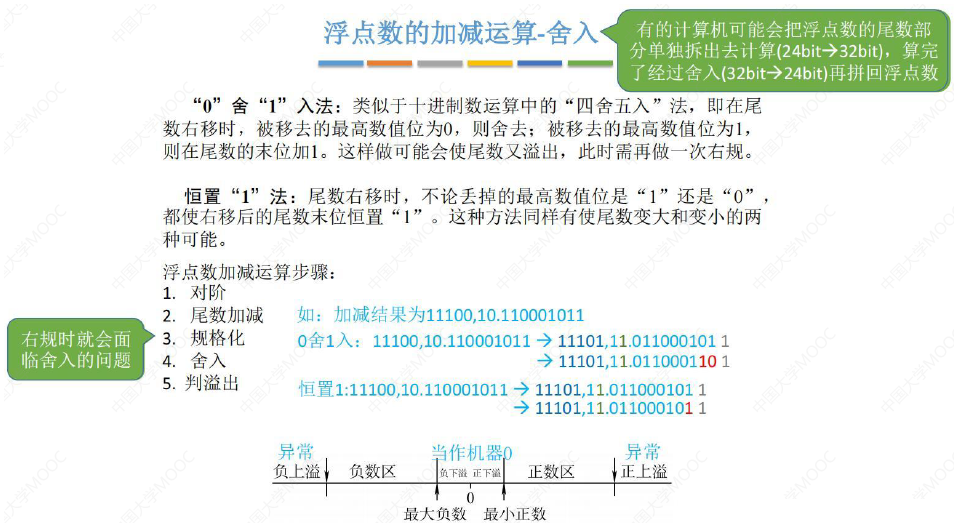 浮点数的加减运算-舍入
有的计算机可能会把浮点数的尾数部
分单独拆出去计算(24bit→32bit)，算完
了经过舍入(32bit→24bit)再拼回浮点数
“0”舍“1”入法：类似于十进制数运算中的“四舍五入”法，即在尾
数右移时，被移去的最高数值位为0，则舍去；被移去的最高数值位为1，
则在尾数的末位加1。这样做可能会使尾数又溢出，此时需再做一次右规。
恒置“1”法：尾数右移时，不论丢掉的最高数值位是“1”还是“0”，
都使右移后的尾数末位恒置“1”。这种方法同样有使尾数变大和变小的两
种可能。
浮点数加减运算步骤：
1. 对阶
2. 尾数加减
3. 规格化
4. 舍入
5. 判溢出
右规时就会面
临舍入的问题
如：加减结果为11100,10.110001011
0舍1入：11100,10.110001011 → 11101,11.011000101 1
→ 11101,11.011000110 1
恒置1:11100,10.110001011 → 11101,11.011000101 1
→ 11101,11.011000101 1
异常 当作机器0 异常
负上溢 负数区 负下溢 正下溢 正数区 正上溢
0
最大负数 最小正数
中国大学MOOC